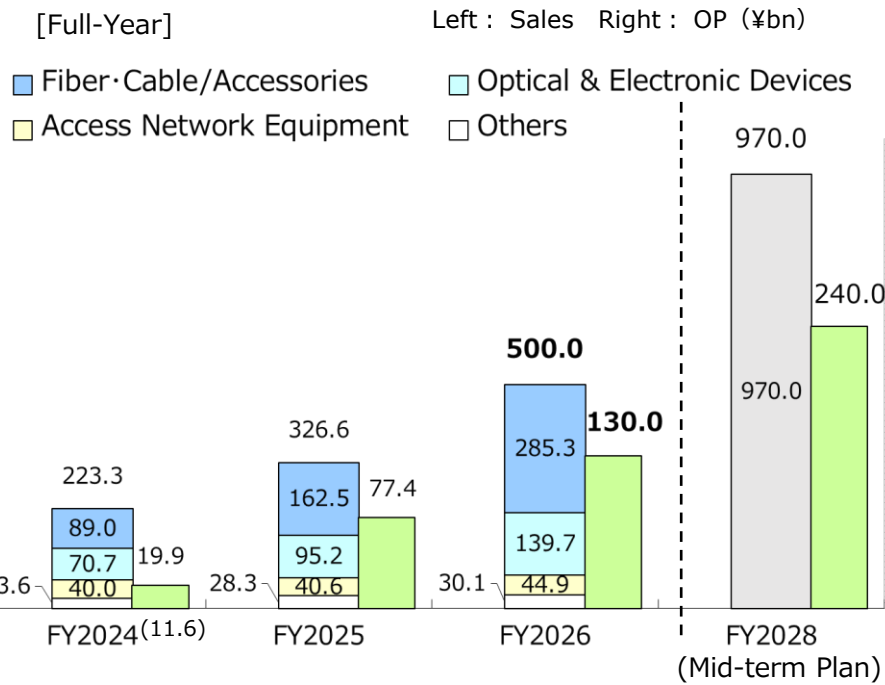 [Full-Year]
Left : Sales Right : OP (¥bn)
Fiber·Cable/Accessories
Optical & Electronic Devices
Access Network Equipment
Others
970.0
240.0
500.0
970.0
130.0
326.6
285.3
223.3
77.4
162.5
89.0
139.7
19.9
95.2
70.7
3.6
40.0
28.3
40.6
30.1
44.9
FY2024(11.6)
FY2025
FY2026
FY2028
(Mid-term Plan)